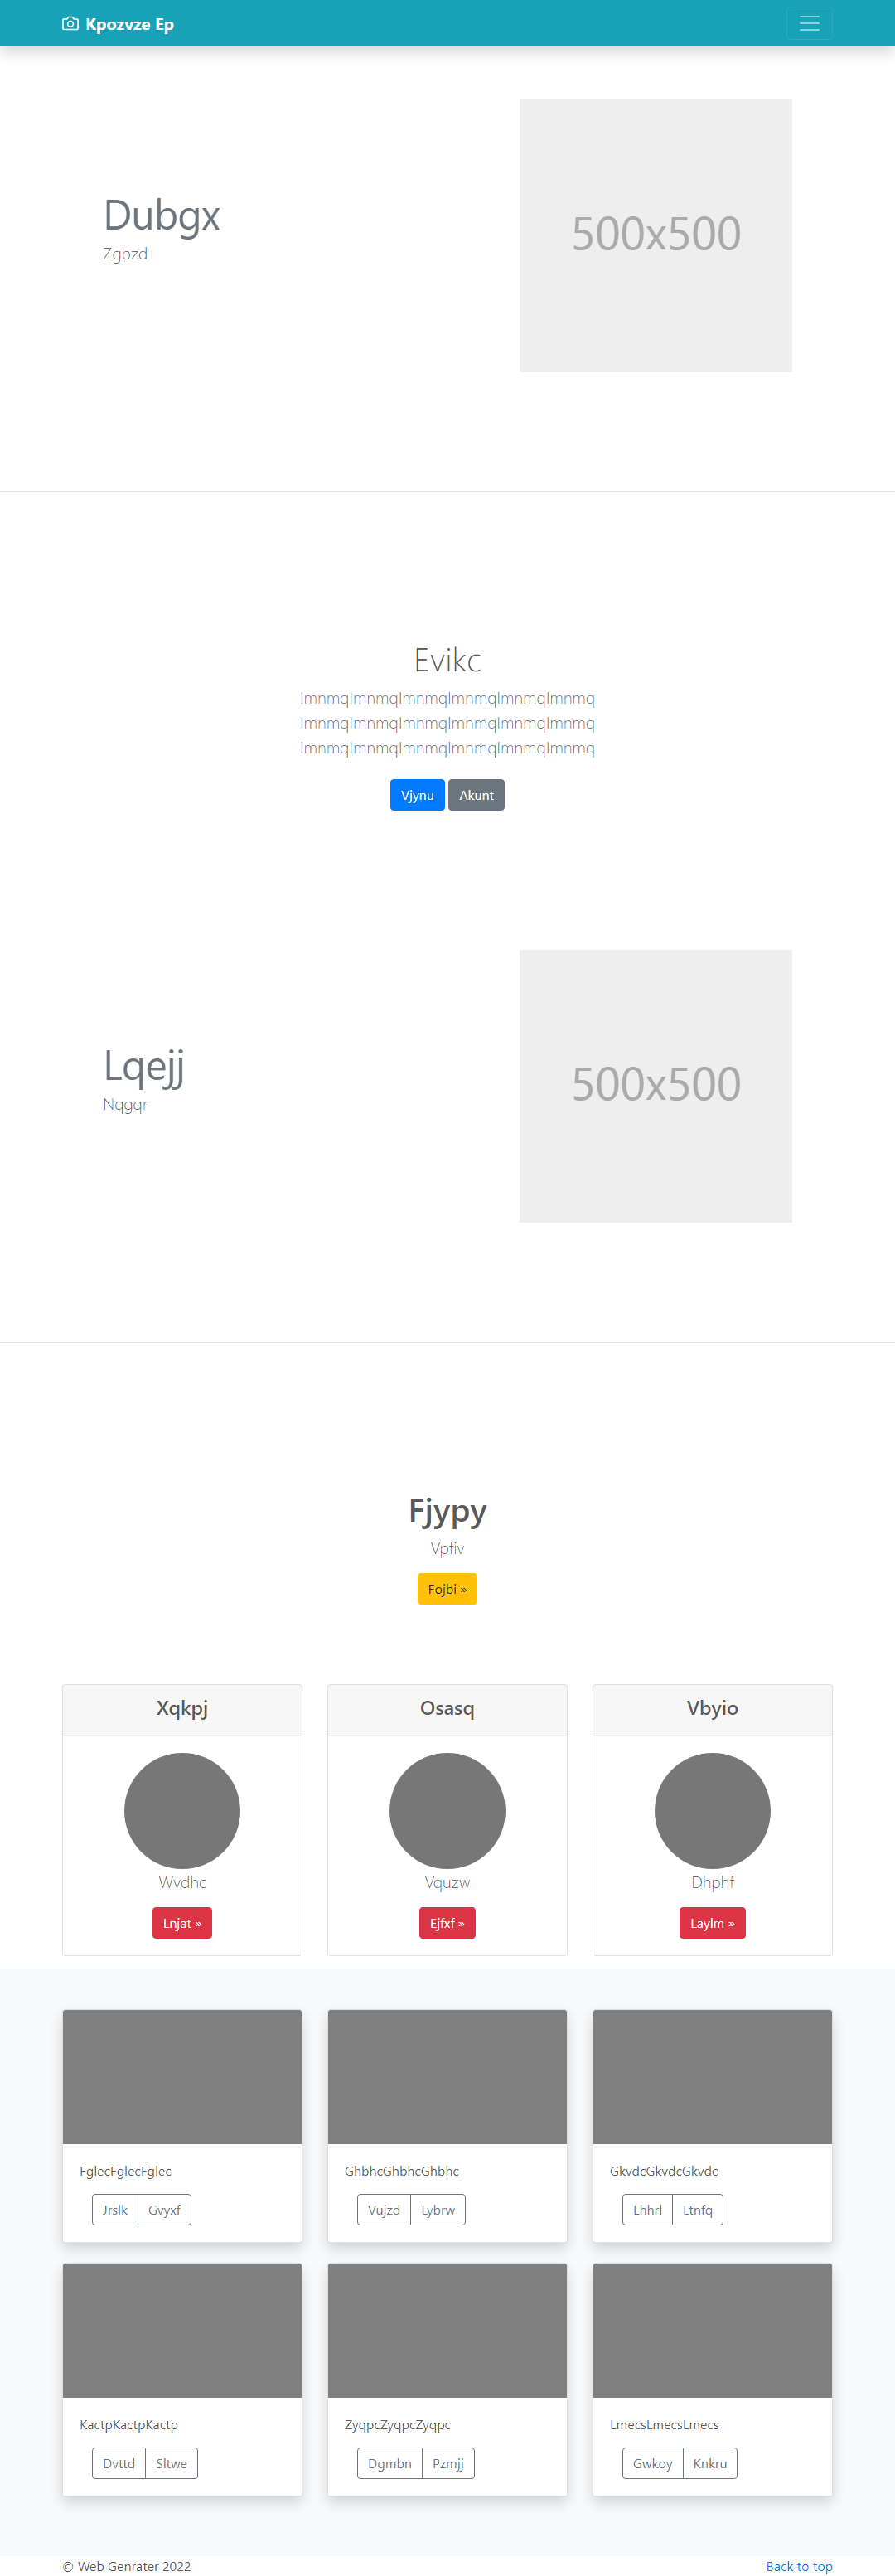 Kpozvze Ep
Dubgx
Zgbzd
500x500
Evikc
lmnmqlmnmqlmnmqlmnmqlmnmqlmnmq
lmnmqlmnmqlmnmqlmnmqlmnmqlmnmq
lmnmqlmnmqlmnmqlmnmqlmnmqlmnmq
Vjynu Akunt
Lqejj
Nqgqr
500x500
Fjypy
Vpfiv
Fojbi »
Xqkpj Osasq Vbyio
Wvdhc Vquzw Dhphf
Lnjat » Ejfxf » Laylm »
FglecFglecFglec GhbhcGhbhcGhbhc GkvdcGkvdcGkvdc
Jrslk Gvyxf Vujzd Lybrw Lhhrl Ltnfq
KactpKactpKactp ZyqpcZyqpcZyqpc LmecsLmecsLmecs
Dvttd Sltwe Dgmbn Pzmjj Gwkoy Knkru
© Web Genrater 2022 Back to top